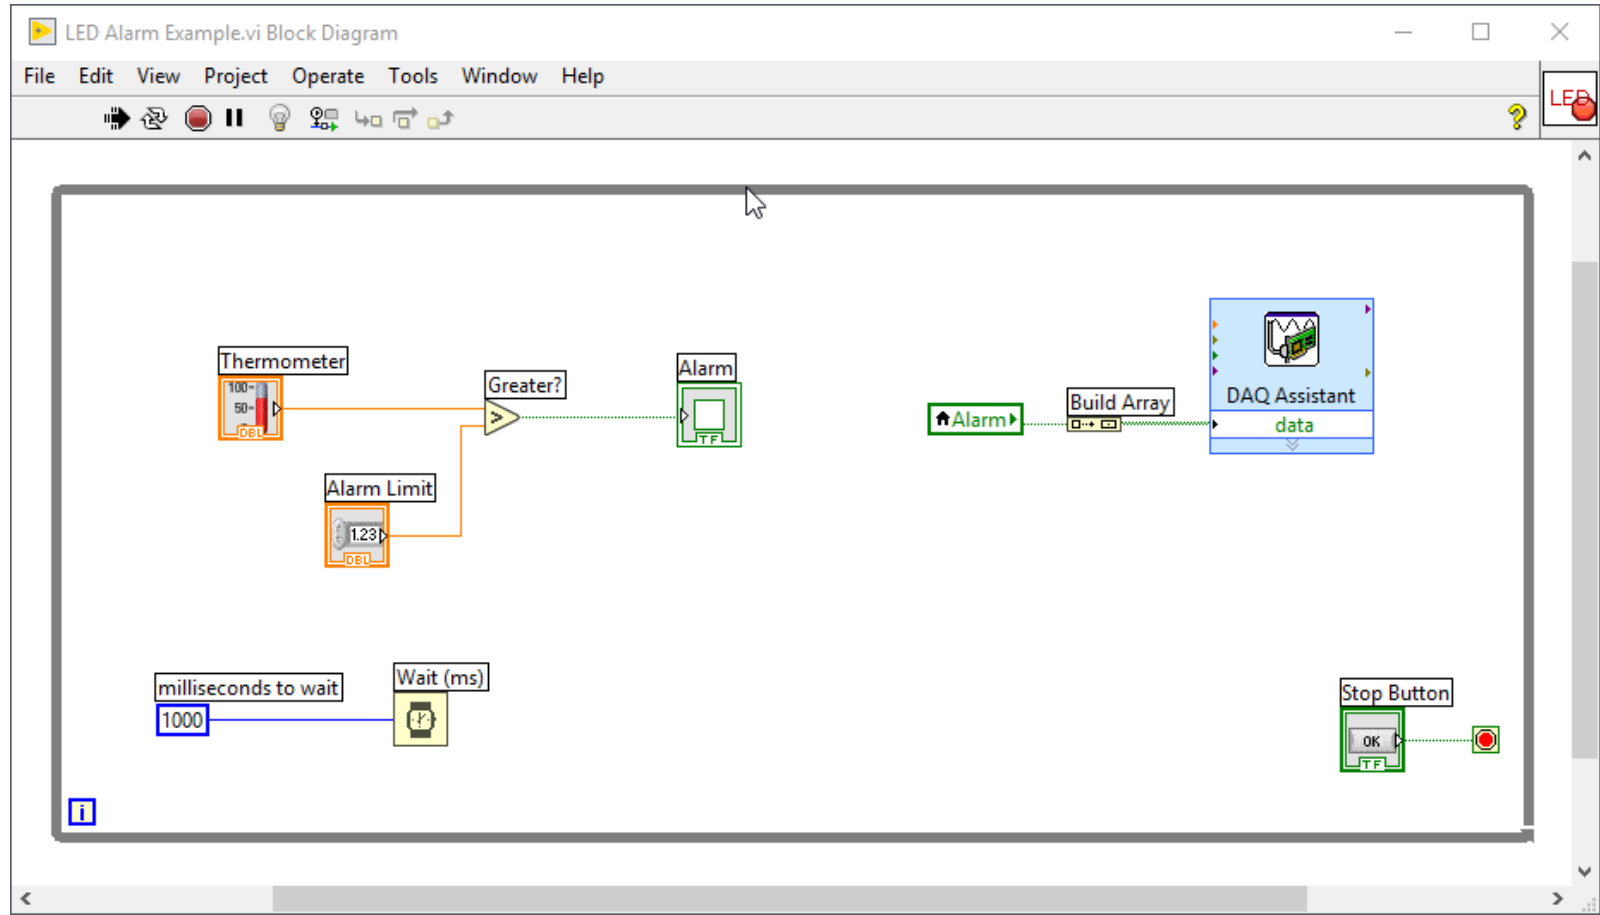 LED Alarm Example.vi Block Diagram
File Edit View Project Operate Tools Window Help
LED
Thermometer
100
50
DBL
Greater?
Alarm
TF
Alarm Limit
1.23
DBL
Alarm
Build Array
DAQ Assistant
data
milliseconds to wait
1000
Wait (ms)
Stop Button
OK
TF
i